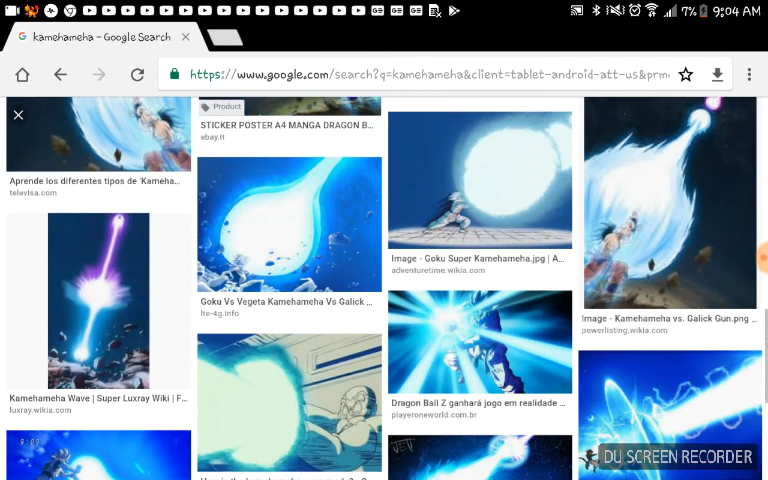 7% 9:04 AM
kamehameha - Google Search
https://www.google.com/search?q=kamehameha&client=tablet-android-att-us&prm
Product
Aprende los diferentes tipos de 'Kameha...
televisa.com
STICKER POSTER A4 MANGA DRAGON B...
ebay.it
Image - Goku Super Kamehameha.jpg | A...
adventuretime.wikia.com
Image - Kamehameha vs. Galick Gun.png ...
powerlisting.wikia.com
Goku Vs Vegeta Kamehameha Vs Galick ...
lte-4g.info
Kamehameha Wave | Super Luxray Wiki | F...
luxray.wikia.com
Dragon Ball Z ganhará jogo em realidade ...
playeroneworld.com.br
DU SCREEN RECORDER